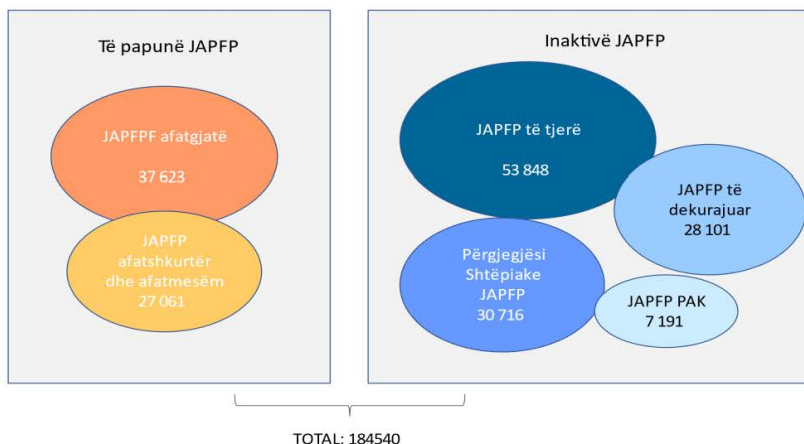 Të papunë JAPFP
JAPFPF afatgjatë
37 623
JAPFP
afatshkurtër
dhe afatmesëm
27 061
Inaktivë JAPFP
JAPFP të tjerë
53 848
JAPFP të
dekurajuar
28 101
Përgjegjësi
Shtëpiake
JAPFP
30 716
JAPFP PAK
7 191
TOTAL: 184540